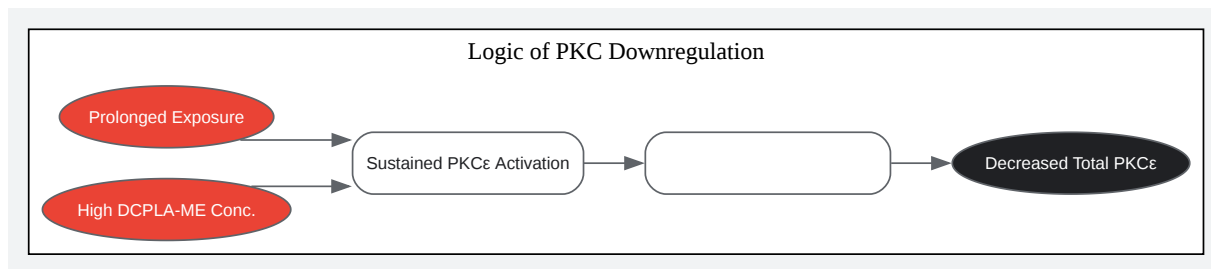 Logic of PKC Downregulation
Prolonged Exposure
High DCPLA-ME Conc.
Sustained PKCε Activation
Decreased Total PKCε